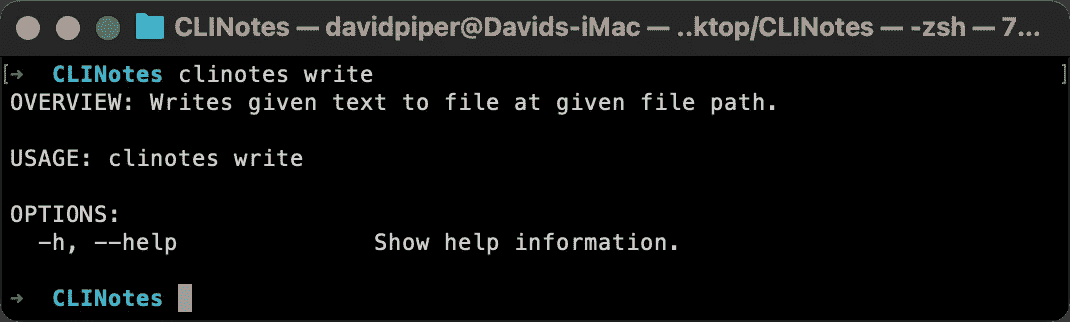 CLINotes — davidpiper@Davids-iMac — ..ktop/CLINotes — -zsh — 7...
[➜  CLINotes clinotes write ]
OVERVIEW: Writes given text to file at given file path.
USAGE: clinotes write
OPTIONS:
-h, --help Show help information.
➜  CLINotes